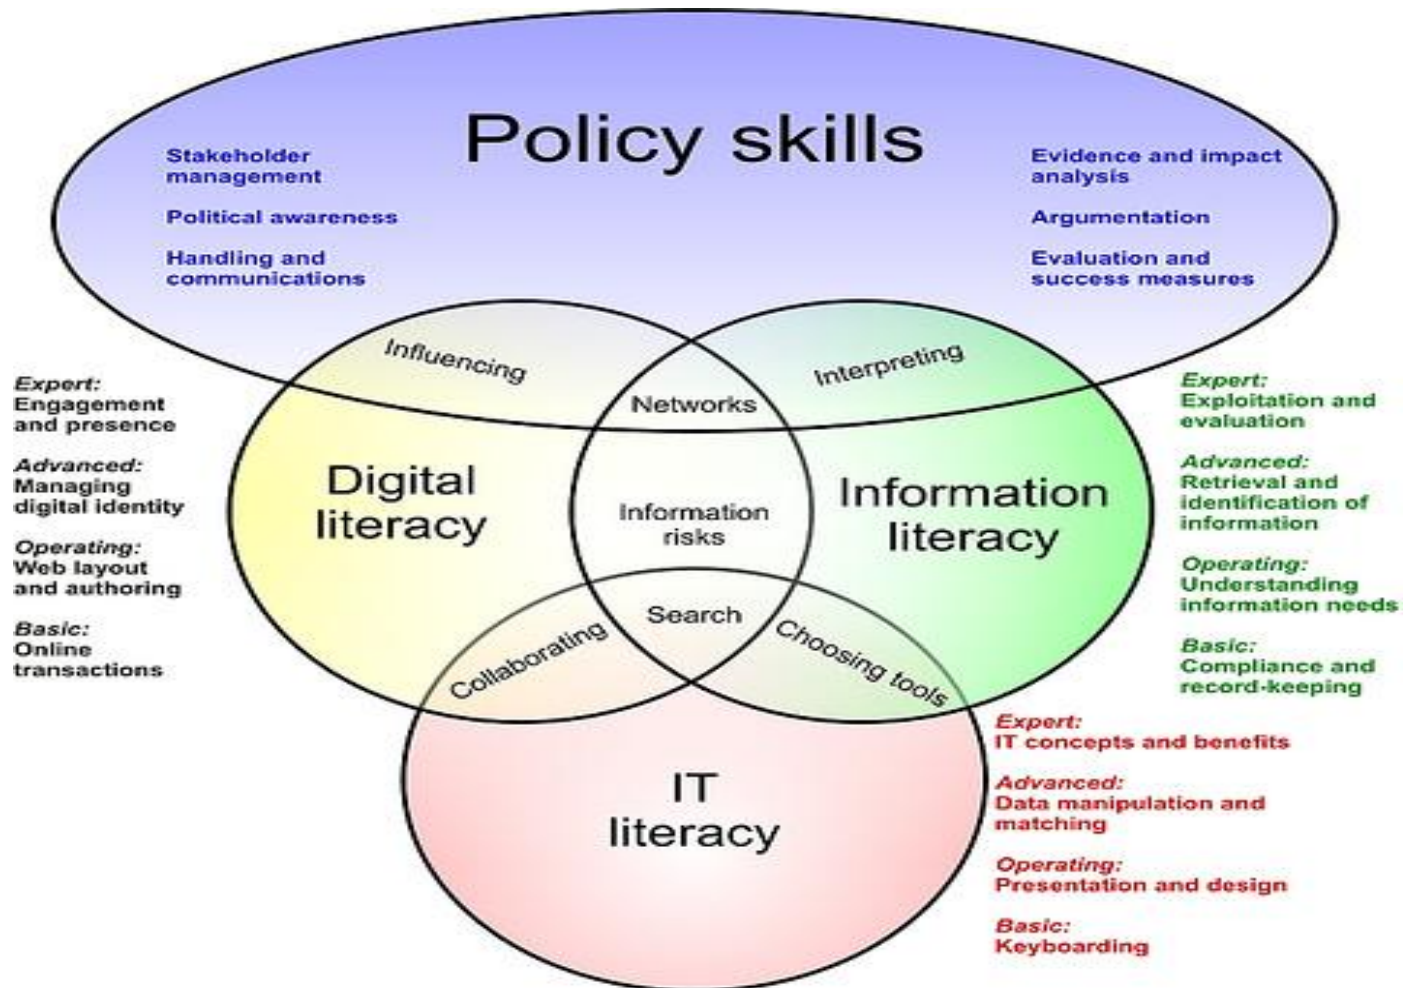 Policy skills
Stakeholder
management
Political awareness
Handling and
communications
Evidence and impact
analysis
Argumentation
Evaluation and
success measures
Influencing
Interpreting
Networks
Expert:
Engagement
and presence
Advanced:
Managing
digital identity
Operating:
Web layout
and authoring
Basic:
Online
transactions
Digital
literacy
Information
risks
Information
literacy
Expert:
Exploitation and
evaluation
Advanced:
Retrieval and
identification of
information
Operating:
Understanding
information needs
Basic:
Compliance and
record-keeping
Collaborating
Search
Choosing tools
IT
literacy
Expert:
IT concepts and benefits
Advanced:
Data manipulation and
matching
Operating:
Presentation and design
Basic:
Keyboarding